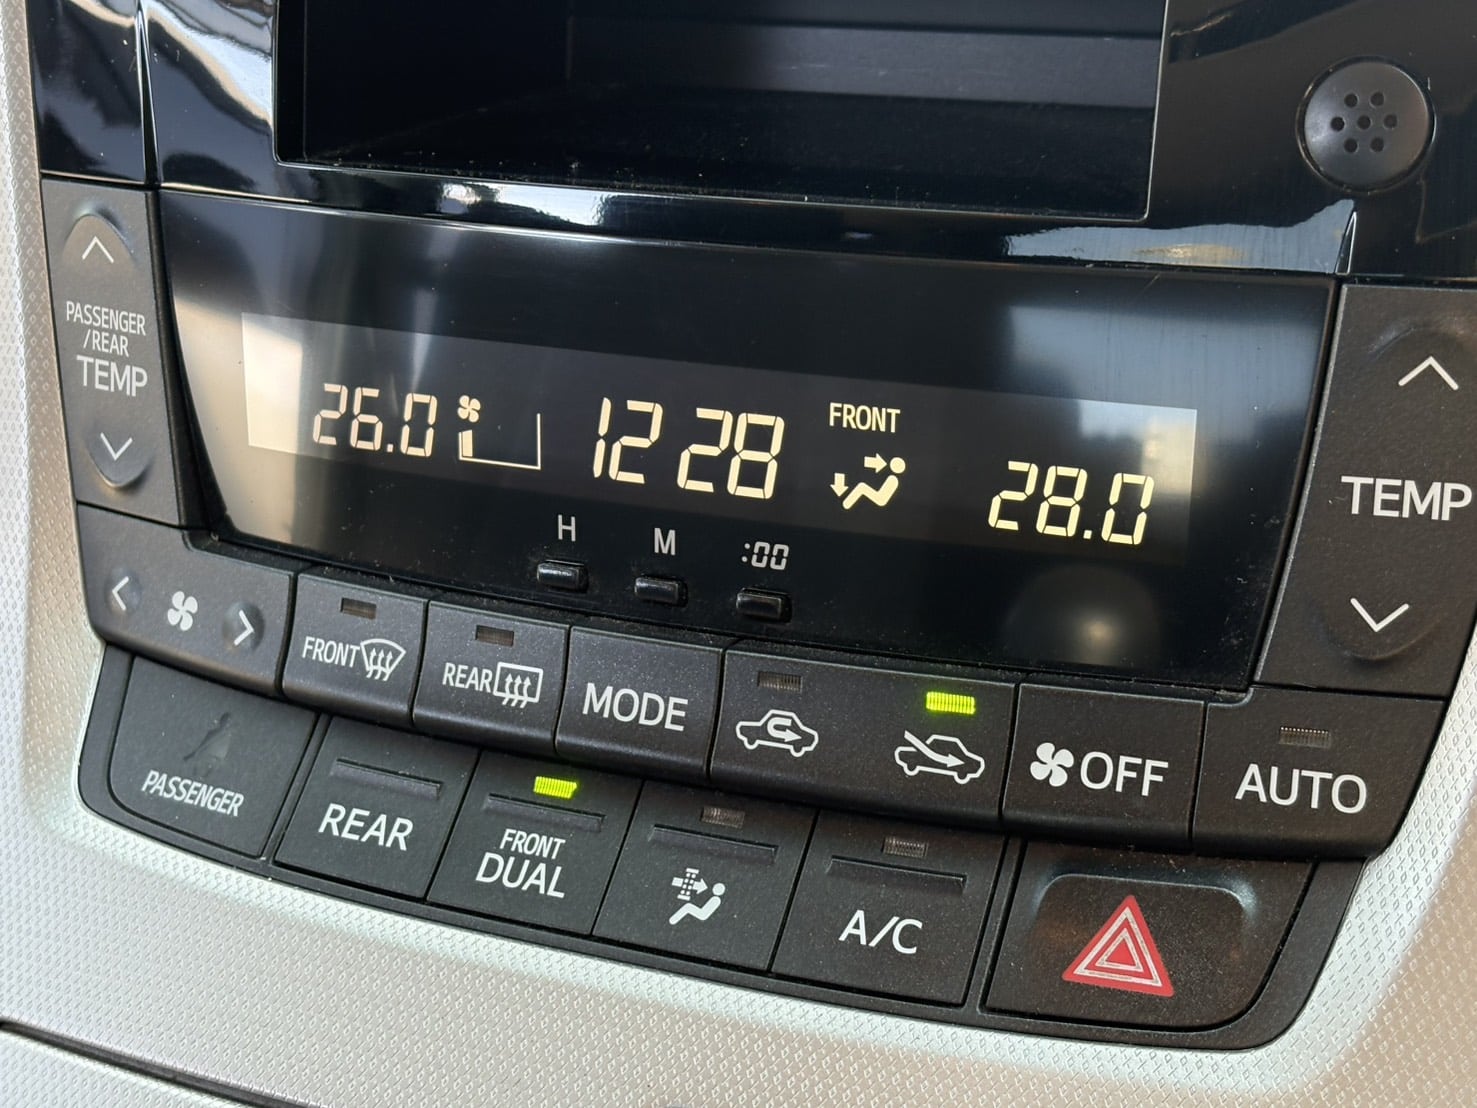 PASSENGER
/REAR
TEMP
26.0
12 28
FRONT
28.0
TEMP
H
M
:00
FRONT
REAR
MODE
OFF
AUTO
PASSENGER
REAR
FRONT
DUAL
A/C